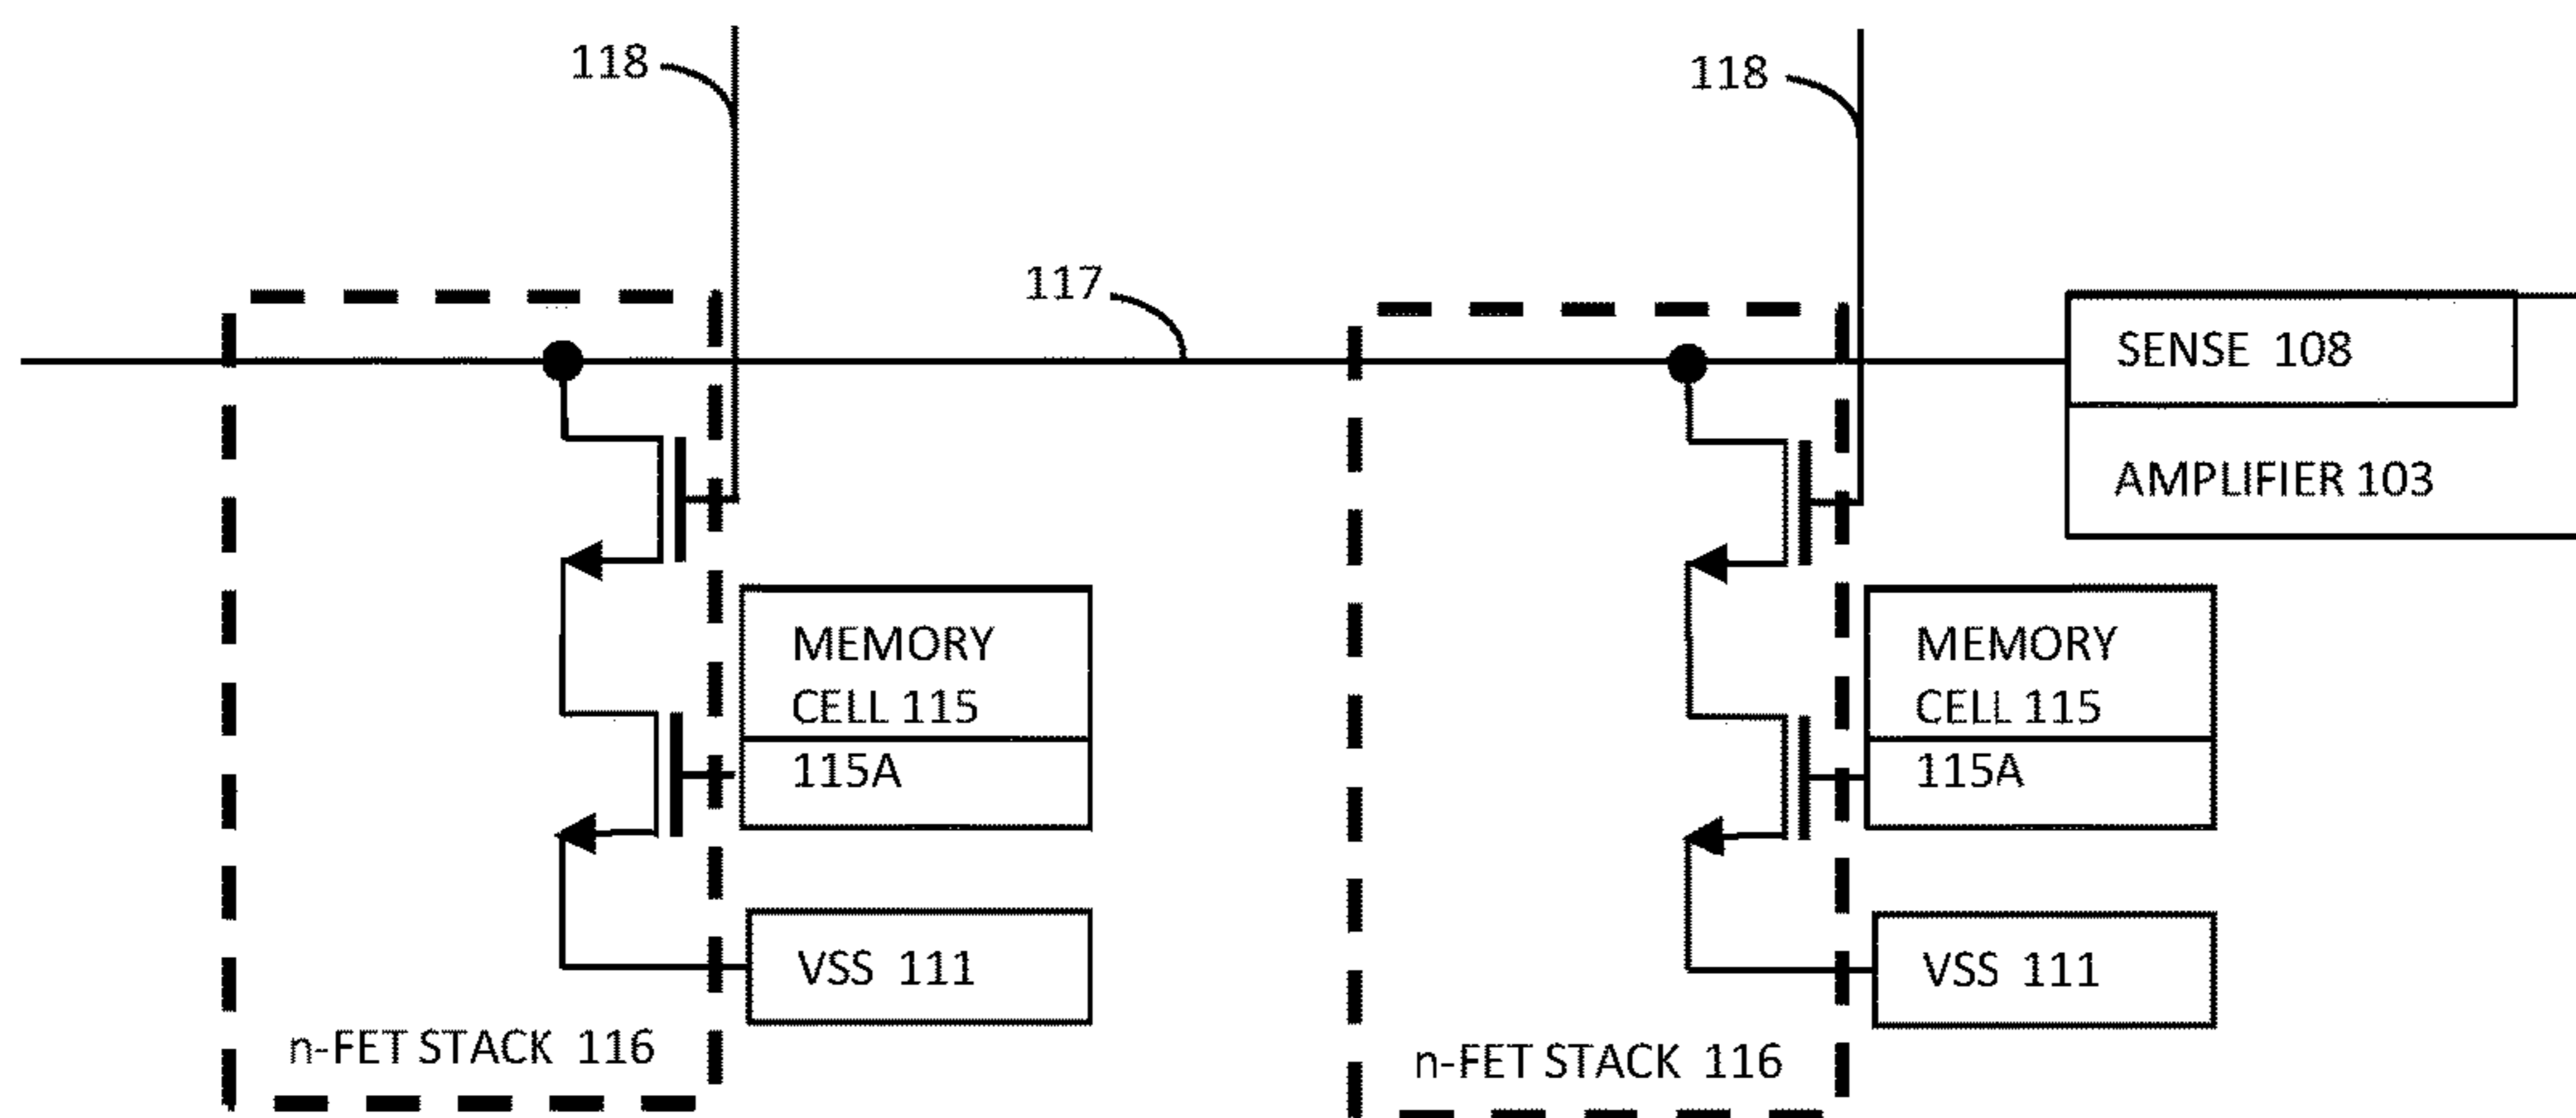 118
118
117
SENSE 108
AMPLIFIER 103
MEMORY
CELL 115
115A
MEMORY
CELL 115
115A
VSS 111
VSS 111
n-FET STACK 116
n-FET STACK 116